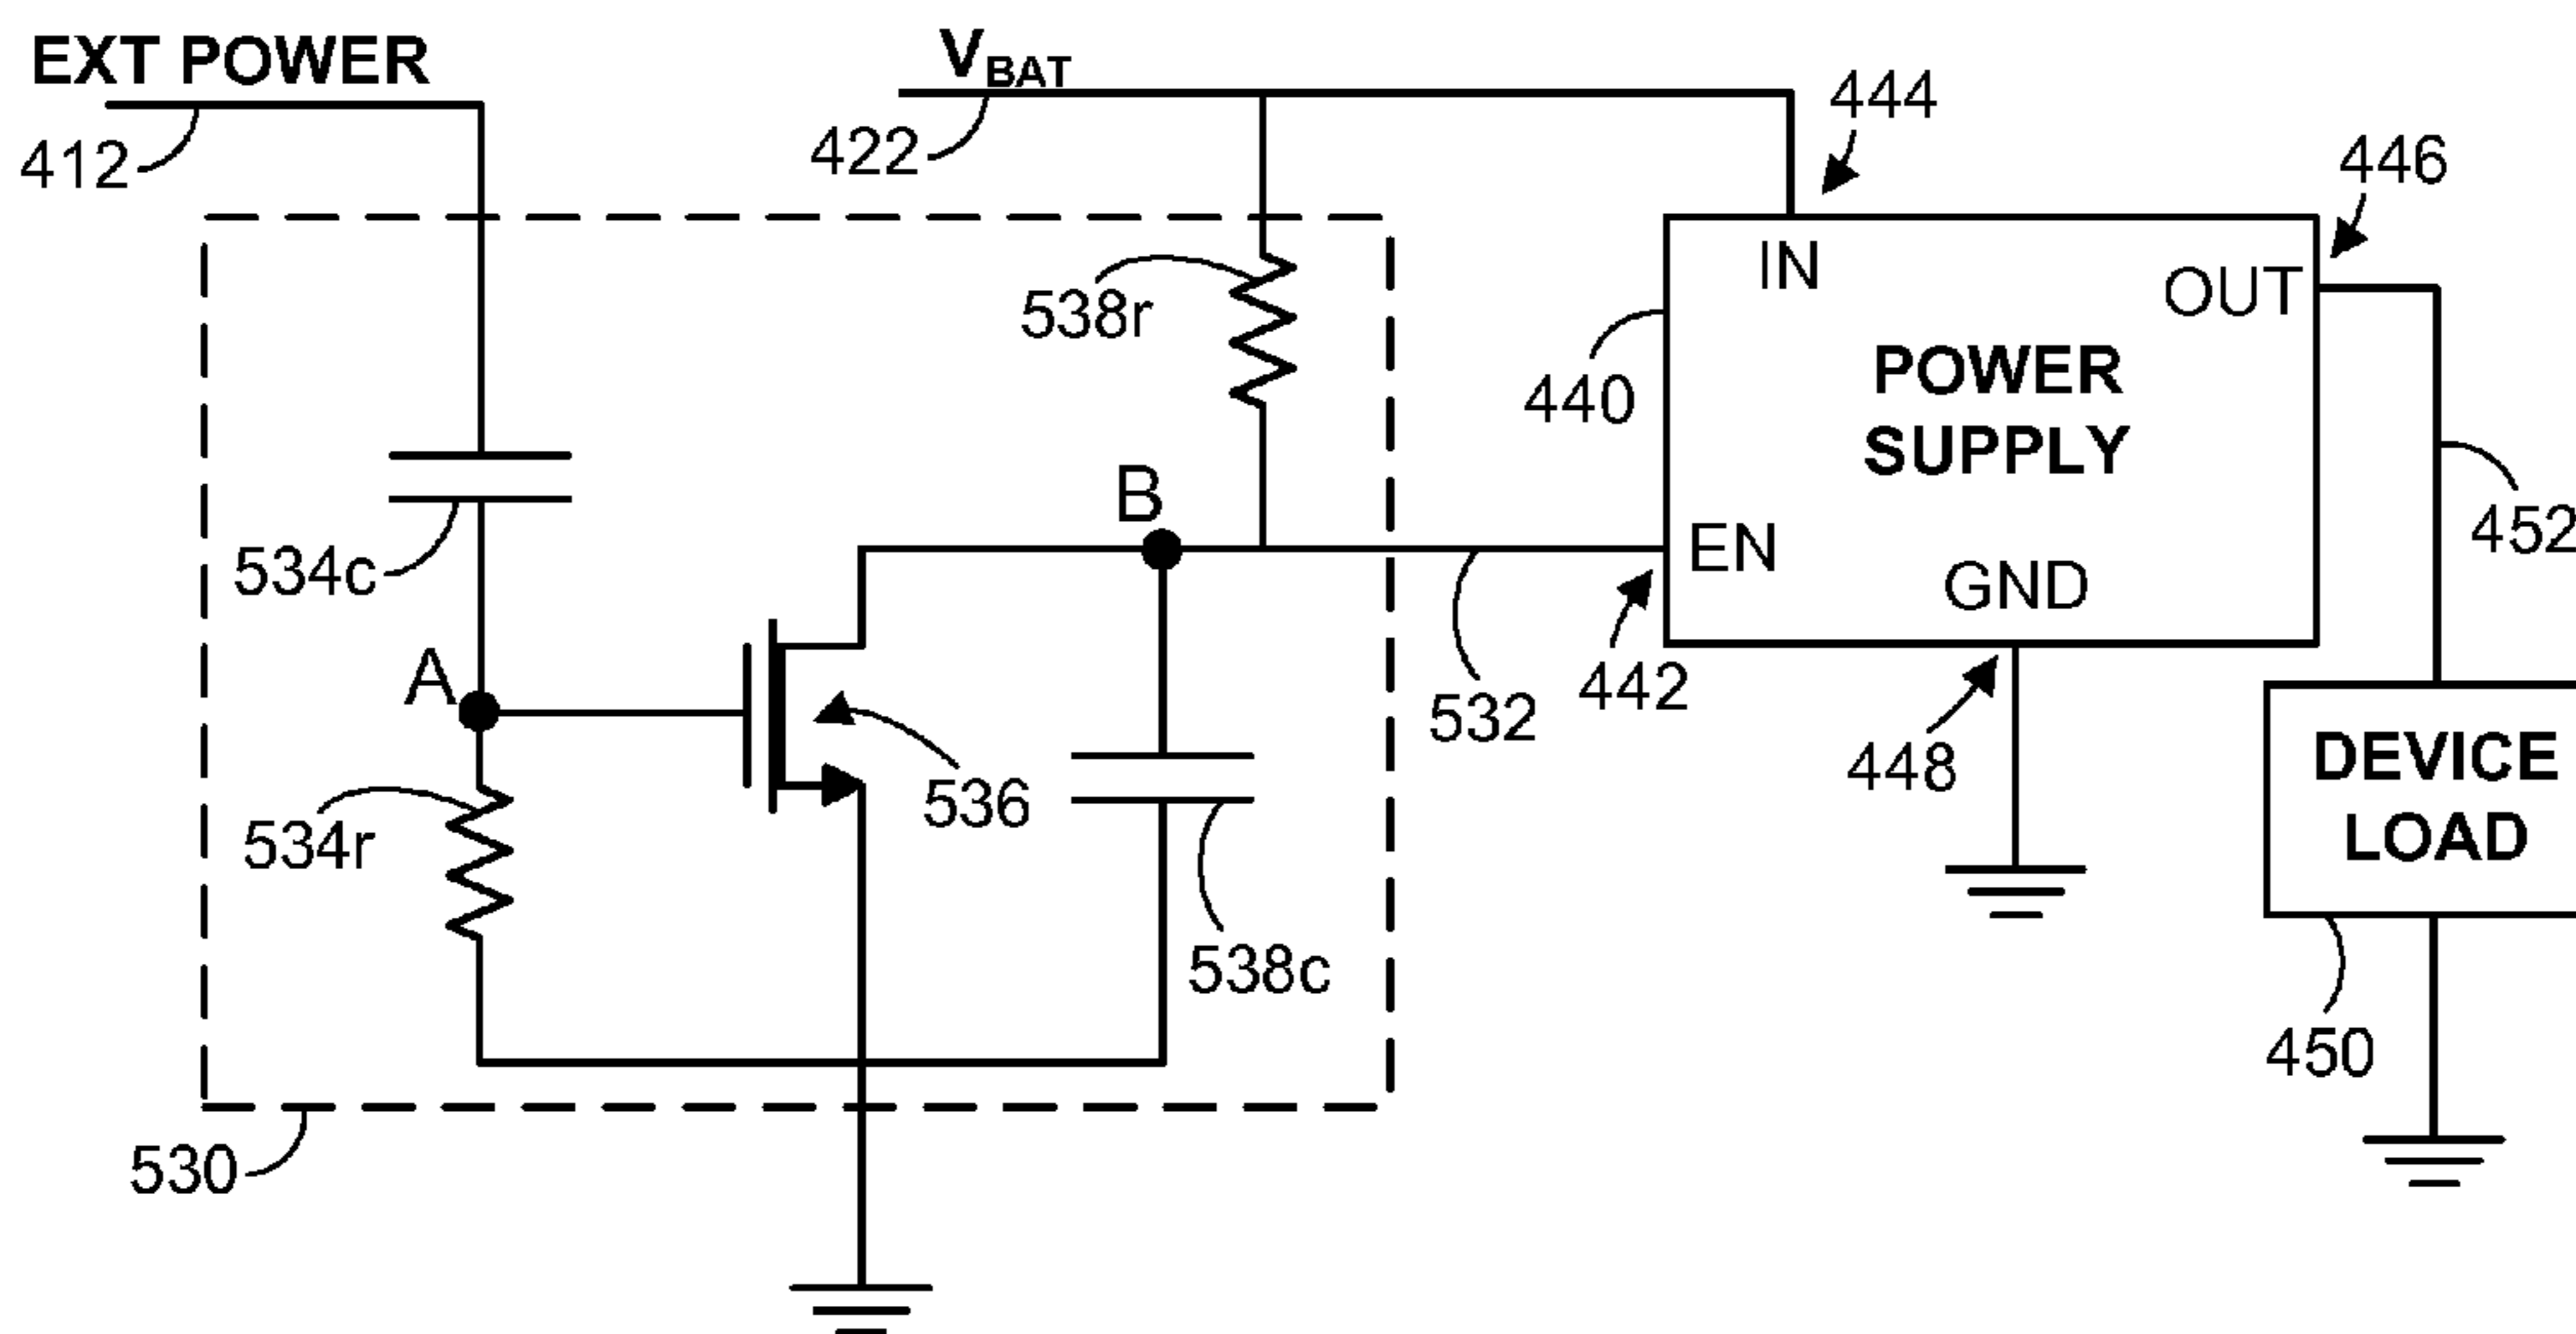 EXT POWER
V_BAT
412
422
444
446
IN
OUT
538r
440
POWER
SUPPLY
452
B
534c
EN
GND
A
442
532
448
536
534r
DEVICE
LOAD
538c
450
530